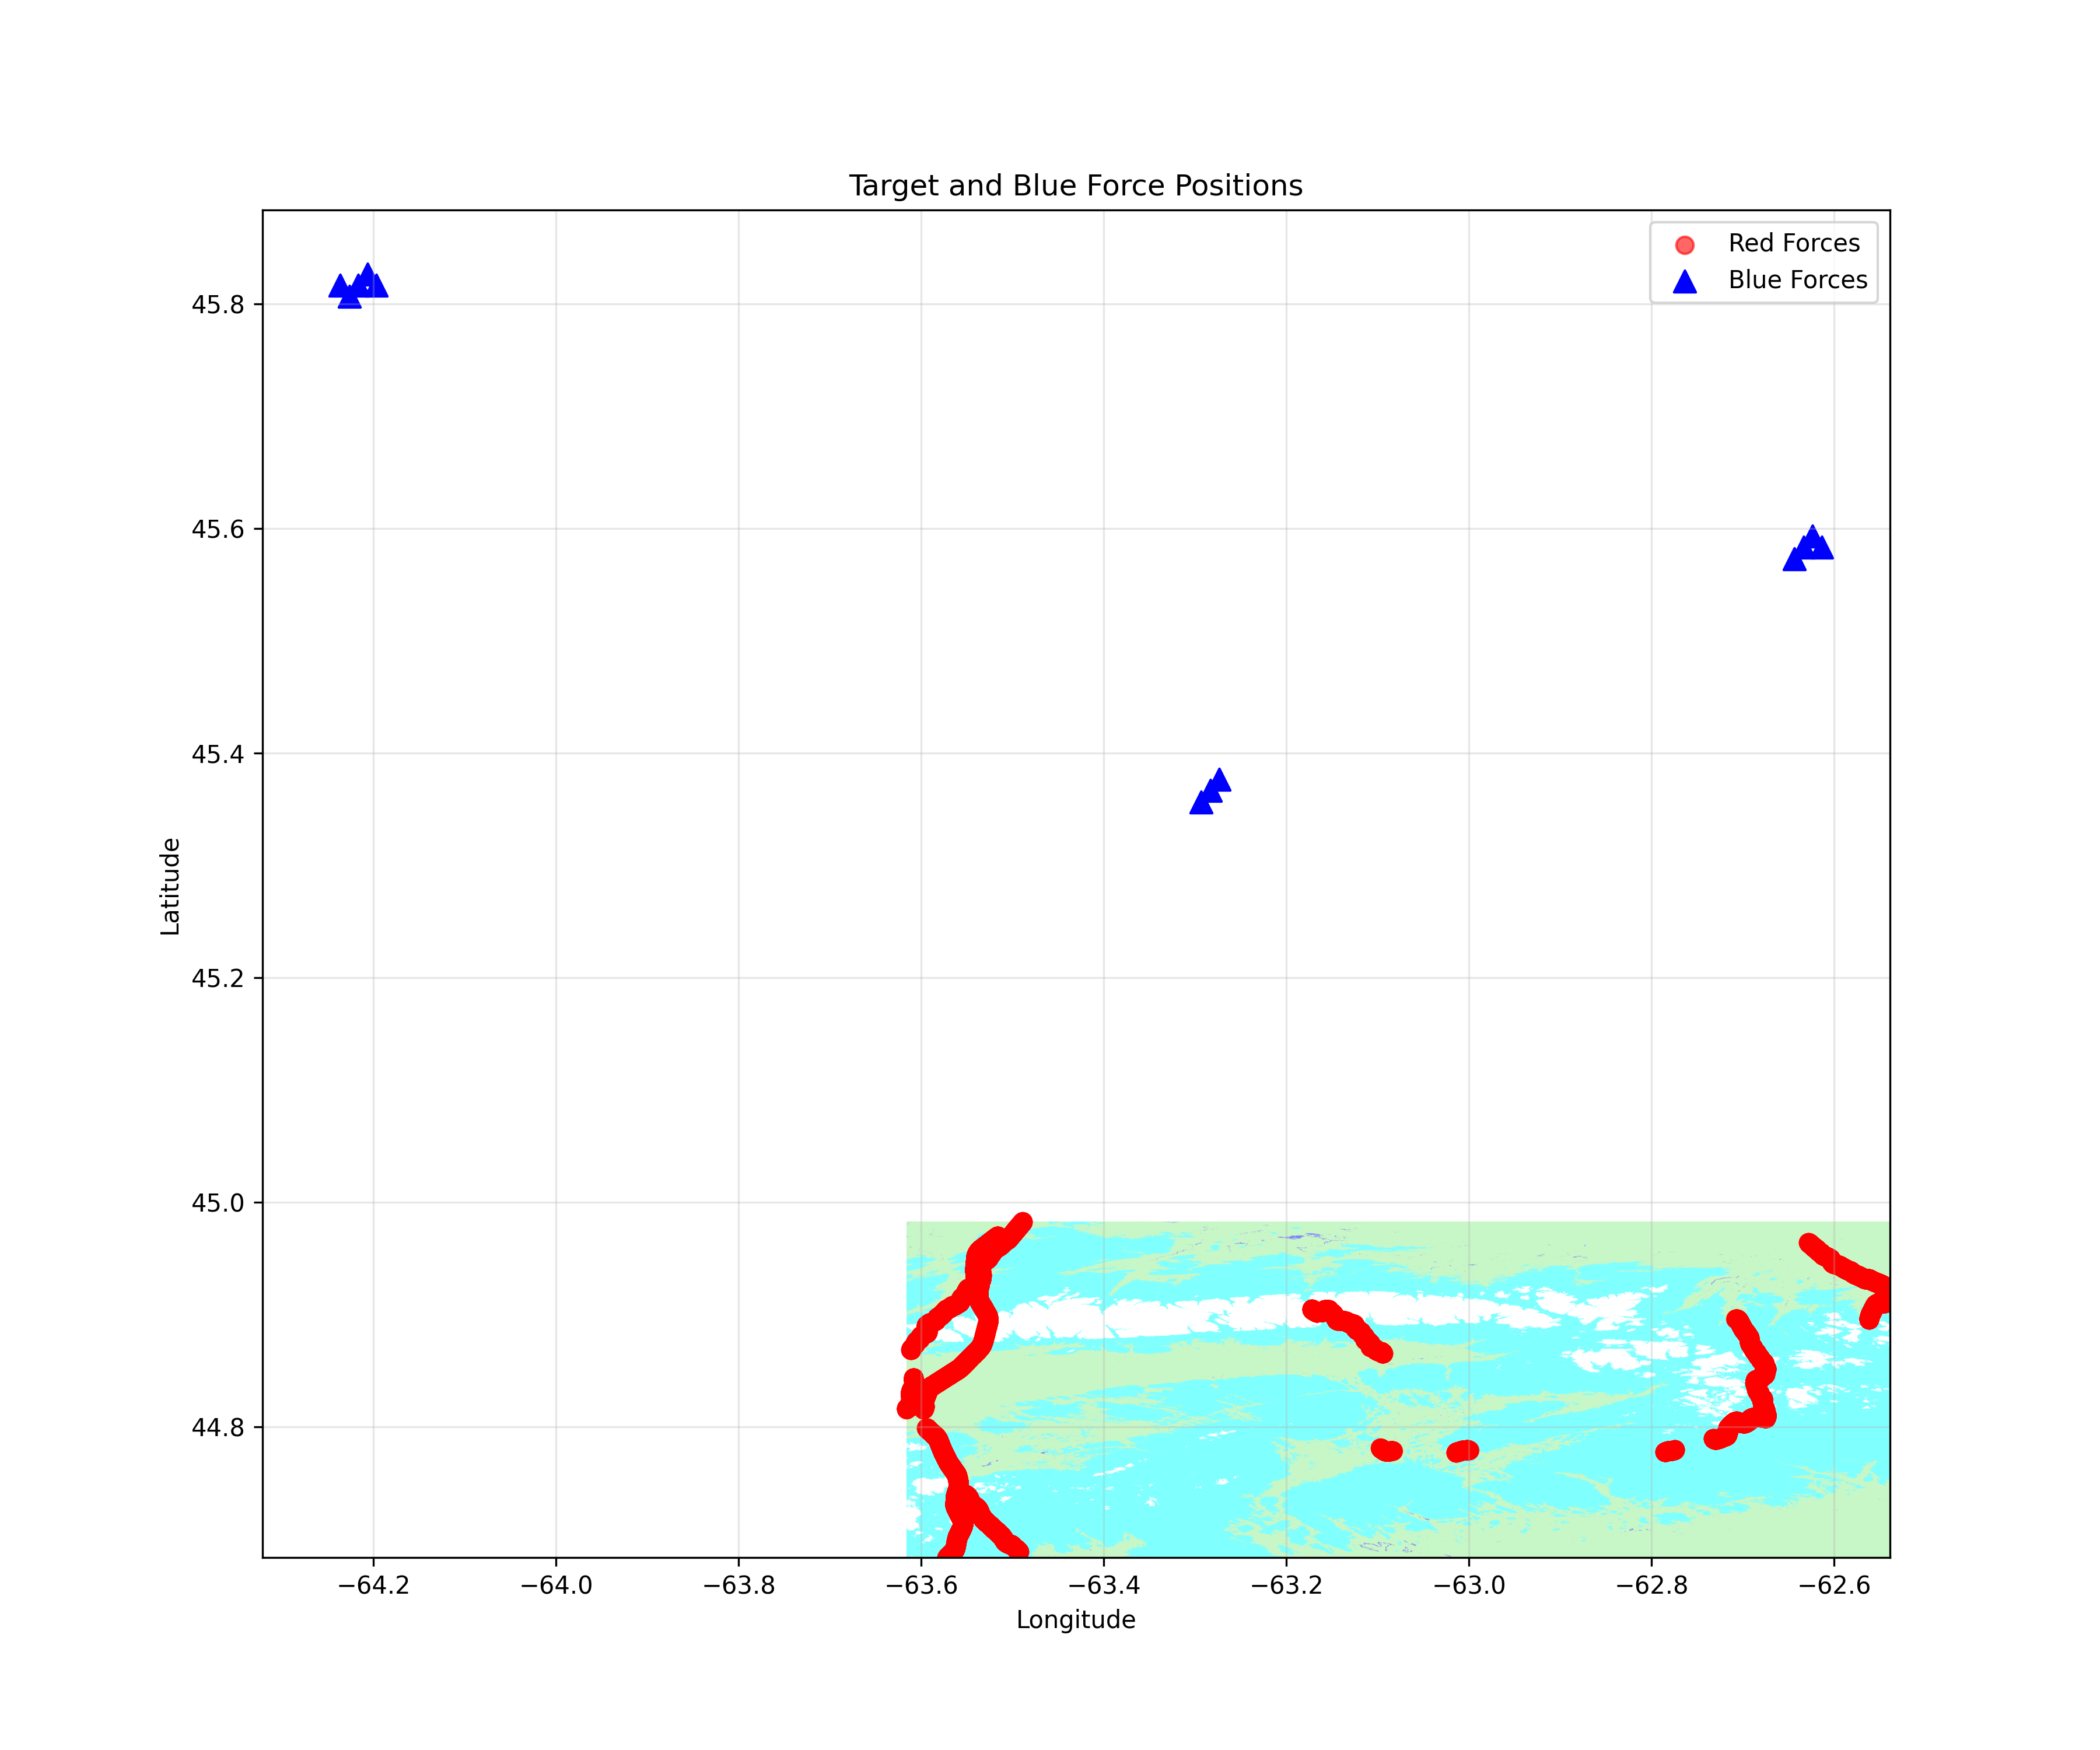 Target and Blue Force Positions
Red Forces
Blue Forces
45.8
45.6
45.4
45.2
45.0
44.8
Latitude
−64.2 −64.0 −63.8 −63.6 −63.4 −63.2 −63.0 −62.8 −62.6
Longitude